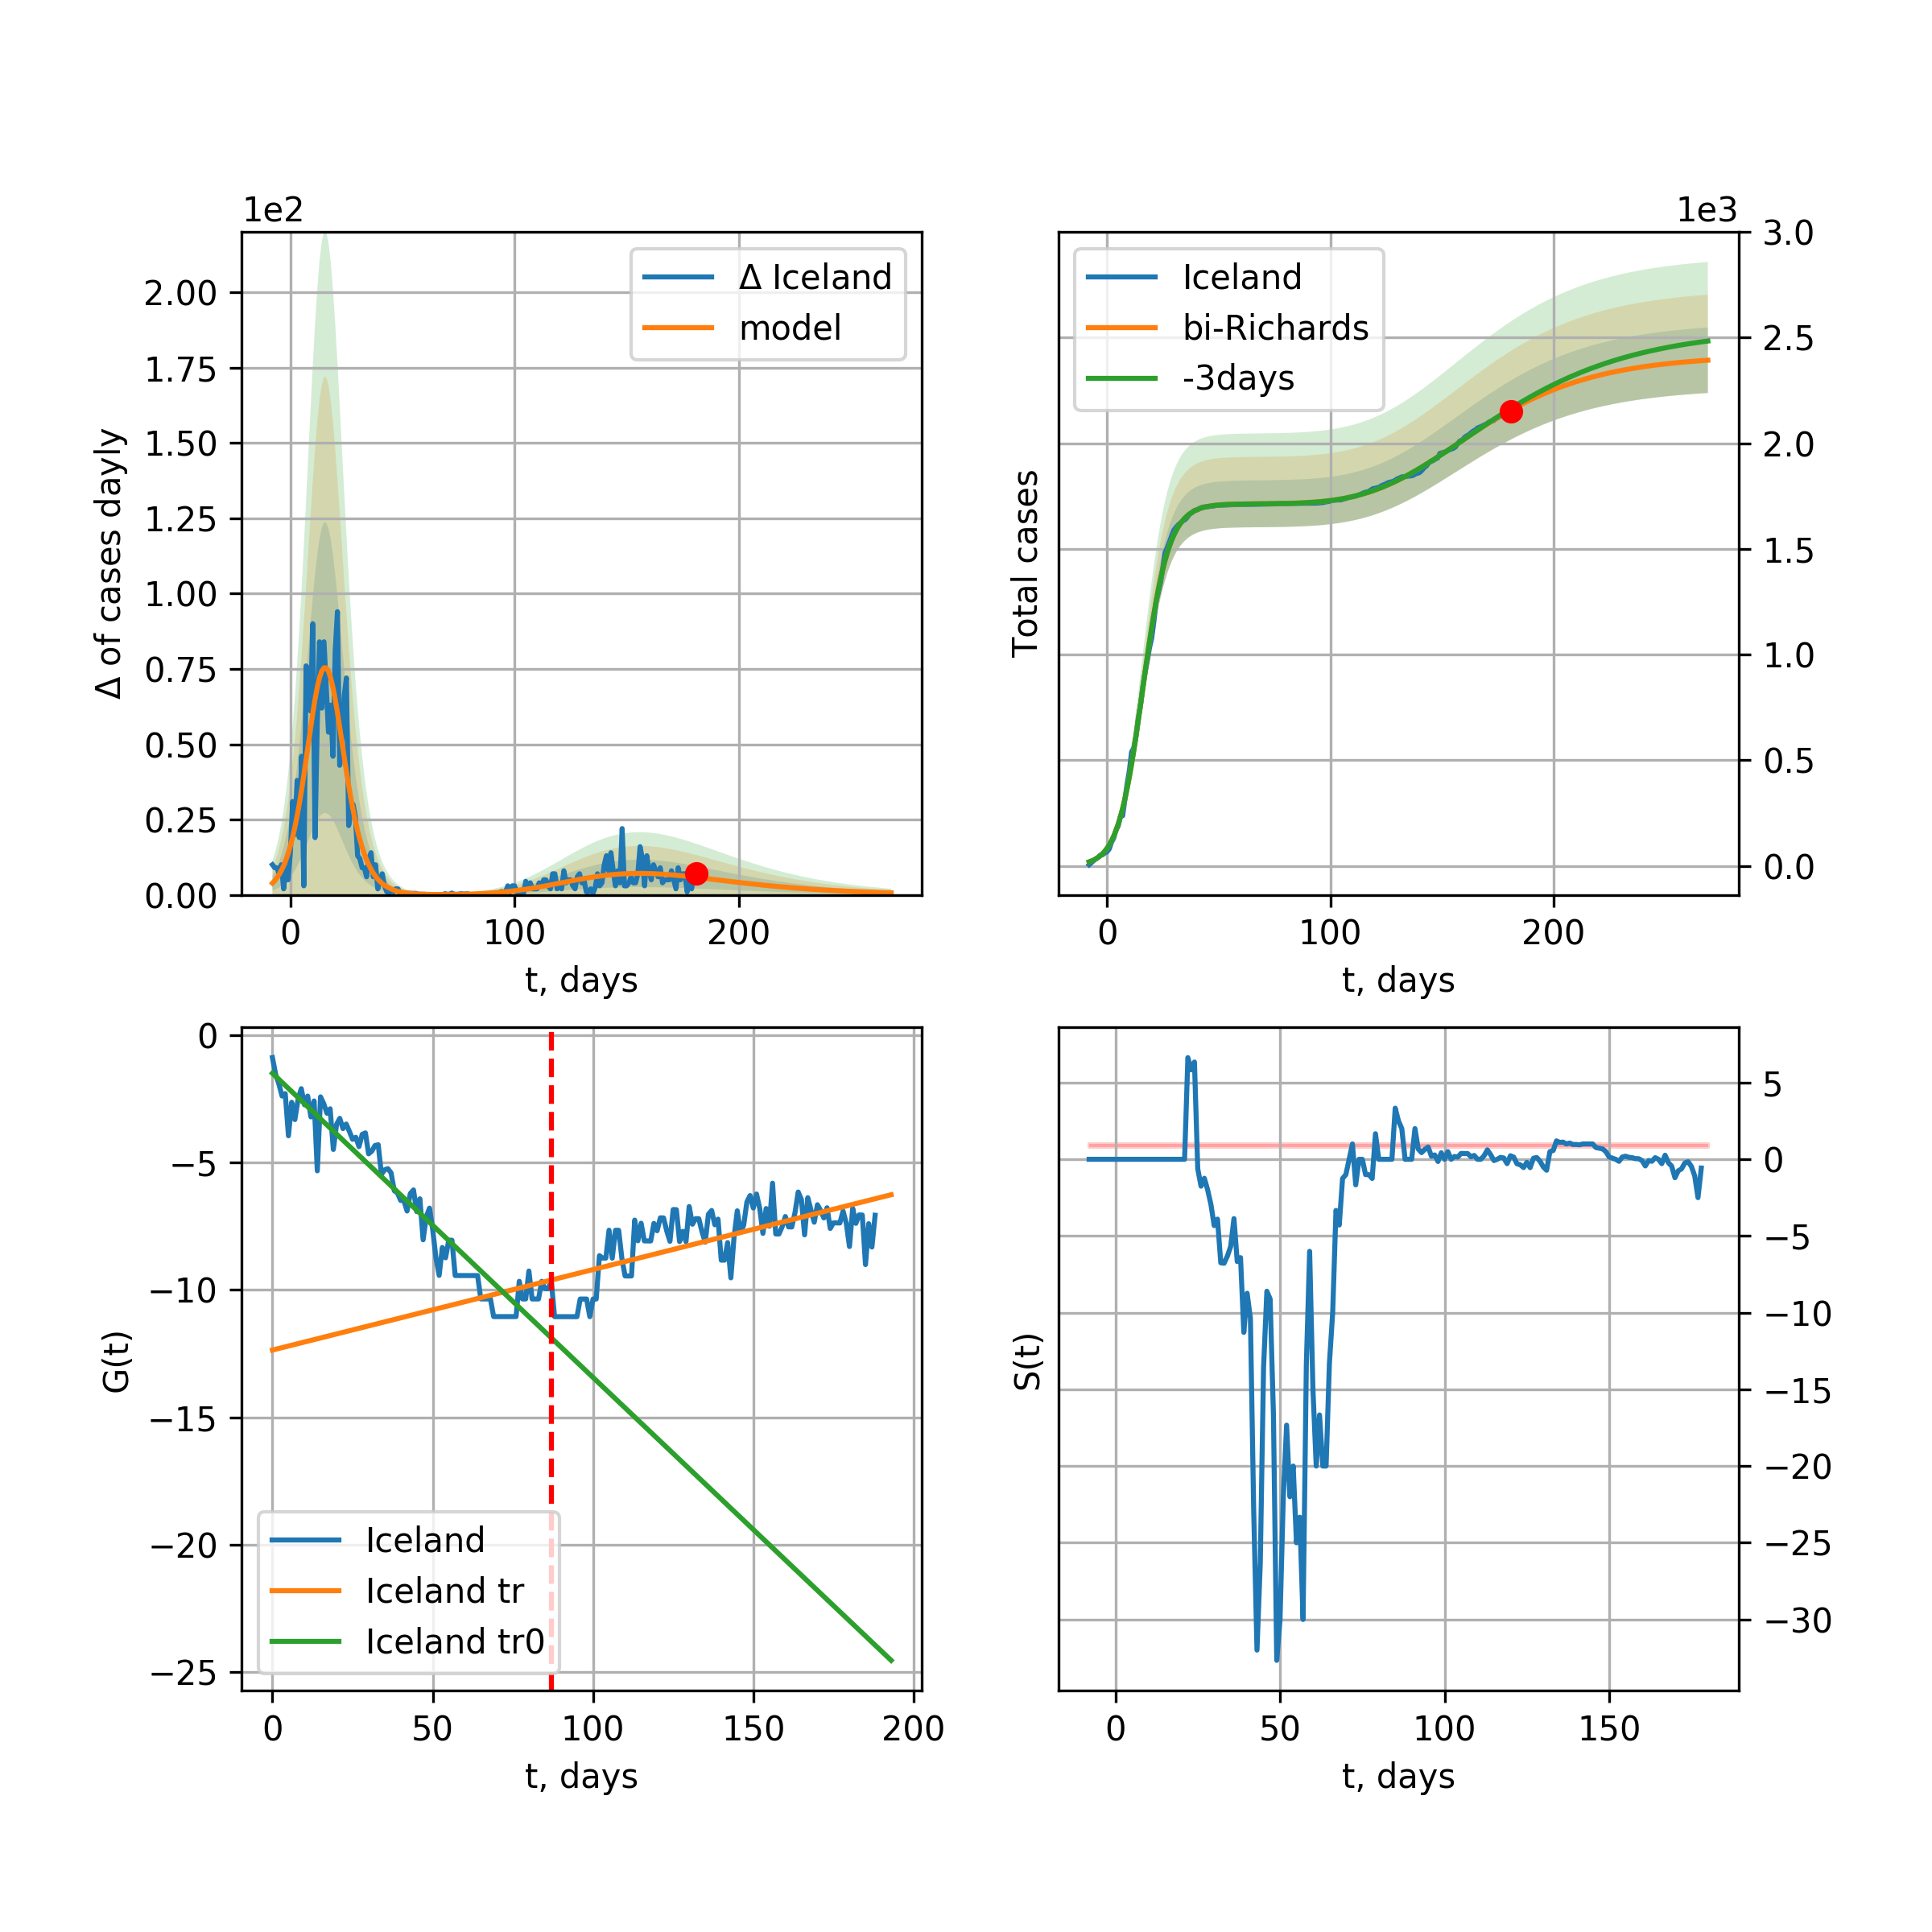 1e2
Δ of cases dayly
2.00
1.75
1.50
1.25
1.00
0.75
0.50
0.25
0.00
Δ Iceland
model
0 100 200
t, days
1e3
Total cases
Iceland
bi-Richards
-3days
3.0
2.5
2.0
1.5
1.0
0.5
0.0
0 100 200
t, days
G(t)
0
−5
−10
−15
−20
−25
Iceland
Iceland tr
Iceland tr0
0 50 100 150 200
t, days
S(t)
5
0
−5
−10
−15
−20
−25
−30
0 50 100 150
t, days